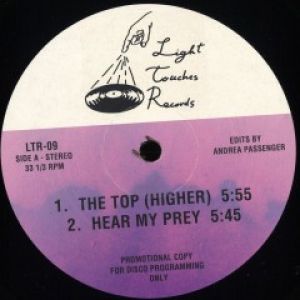 Light
Touches
Records
LTR-09
SIDE A - STEREO
33 1/3 RPM
EDITS BY
ANDREA PASSENGER
1. THE TOP (HIGHER) 5:55
2. HEAR MY PREY 5:45
PROMOTIONAL COPY
FOR DISCO PROGRAMMING
ONLY